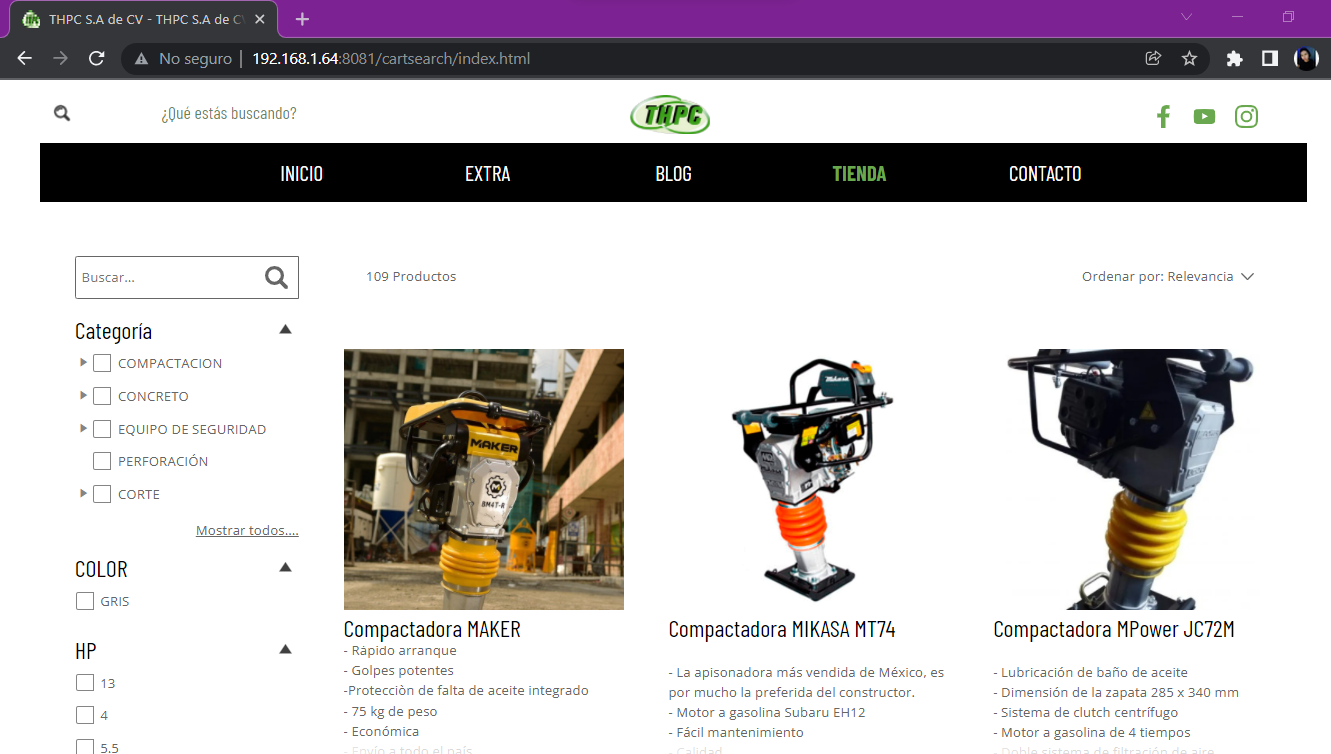 THPC S.A de CV - THPC S.A de CV
No seguro | 192.168.1.64:8081/cartsearch/index.html
¿Qué estás buscando?
THPC
INICIO EXTRA BLOG TIENDA CONTACTO
Buscar...
109 Productos
Ordenar por: Relevancia
Categoría
COMPACTACION
CONCRETO
EQUIPO DE SEGURIDAD
PERFORACIÓN
CORTE
Mostrar todos....
COLOR
GRIS
HP
13
4
5.5
MAKER
BM4T-R
Compactadora MAKER
- Rápido arranque
- Golpes potentes
-Protecciòn de falta de aceite integrado
- 75 kg de peso
- Económica
- Envío a todo el país
Mikasa
Compactadora MIKASA MT74
- La apisonadora más vendida de México, es
por mucho la preferida del constructor.
- Motor a gasolina Subaru EH12
- Fácil mantenimiento
- Calidad
Compactadora MPower JC72M
- Lubricación de baño de aceite
- Dimensión de la zapata 285 x 340 mm
- Sistema de clutch centrífugo
- Motor a gasolina de 4 tiempos
- Doble sistema de filtración de aire